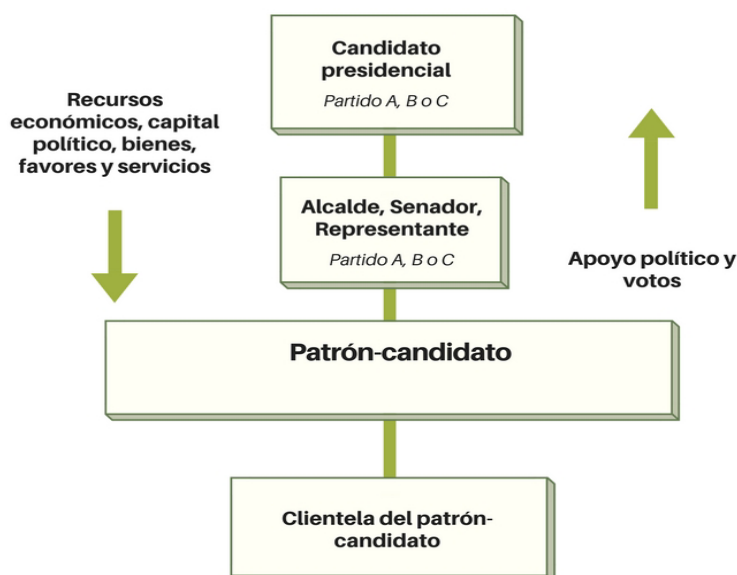 Candidato
presidencial
Partido A, B o C
Recursos
económicos, capital
político, bienes,
favores y servicios
Alcalde, Senador,
Representante
Partido A, B o C
Apoyo político y
votos
Patrón-candidato
Clientela del patrón-
candidato